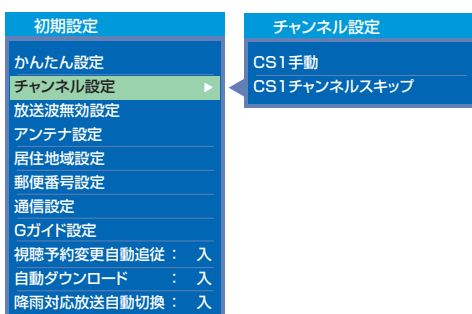 初期設定
かんたん設定
チャンネル設定
放送波無効設定
アンテナ設定
居住地域設定
郵便番号設定
通信設定
Gガイド設定
視聴予約変更自動追従： 入
自動ダウンロード ： 入
降雨対応放送自動切換： 入
チャンネル設定
CS1手動
CS1チャンネルスキップ